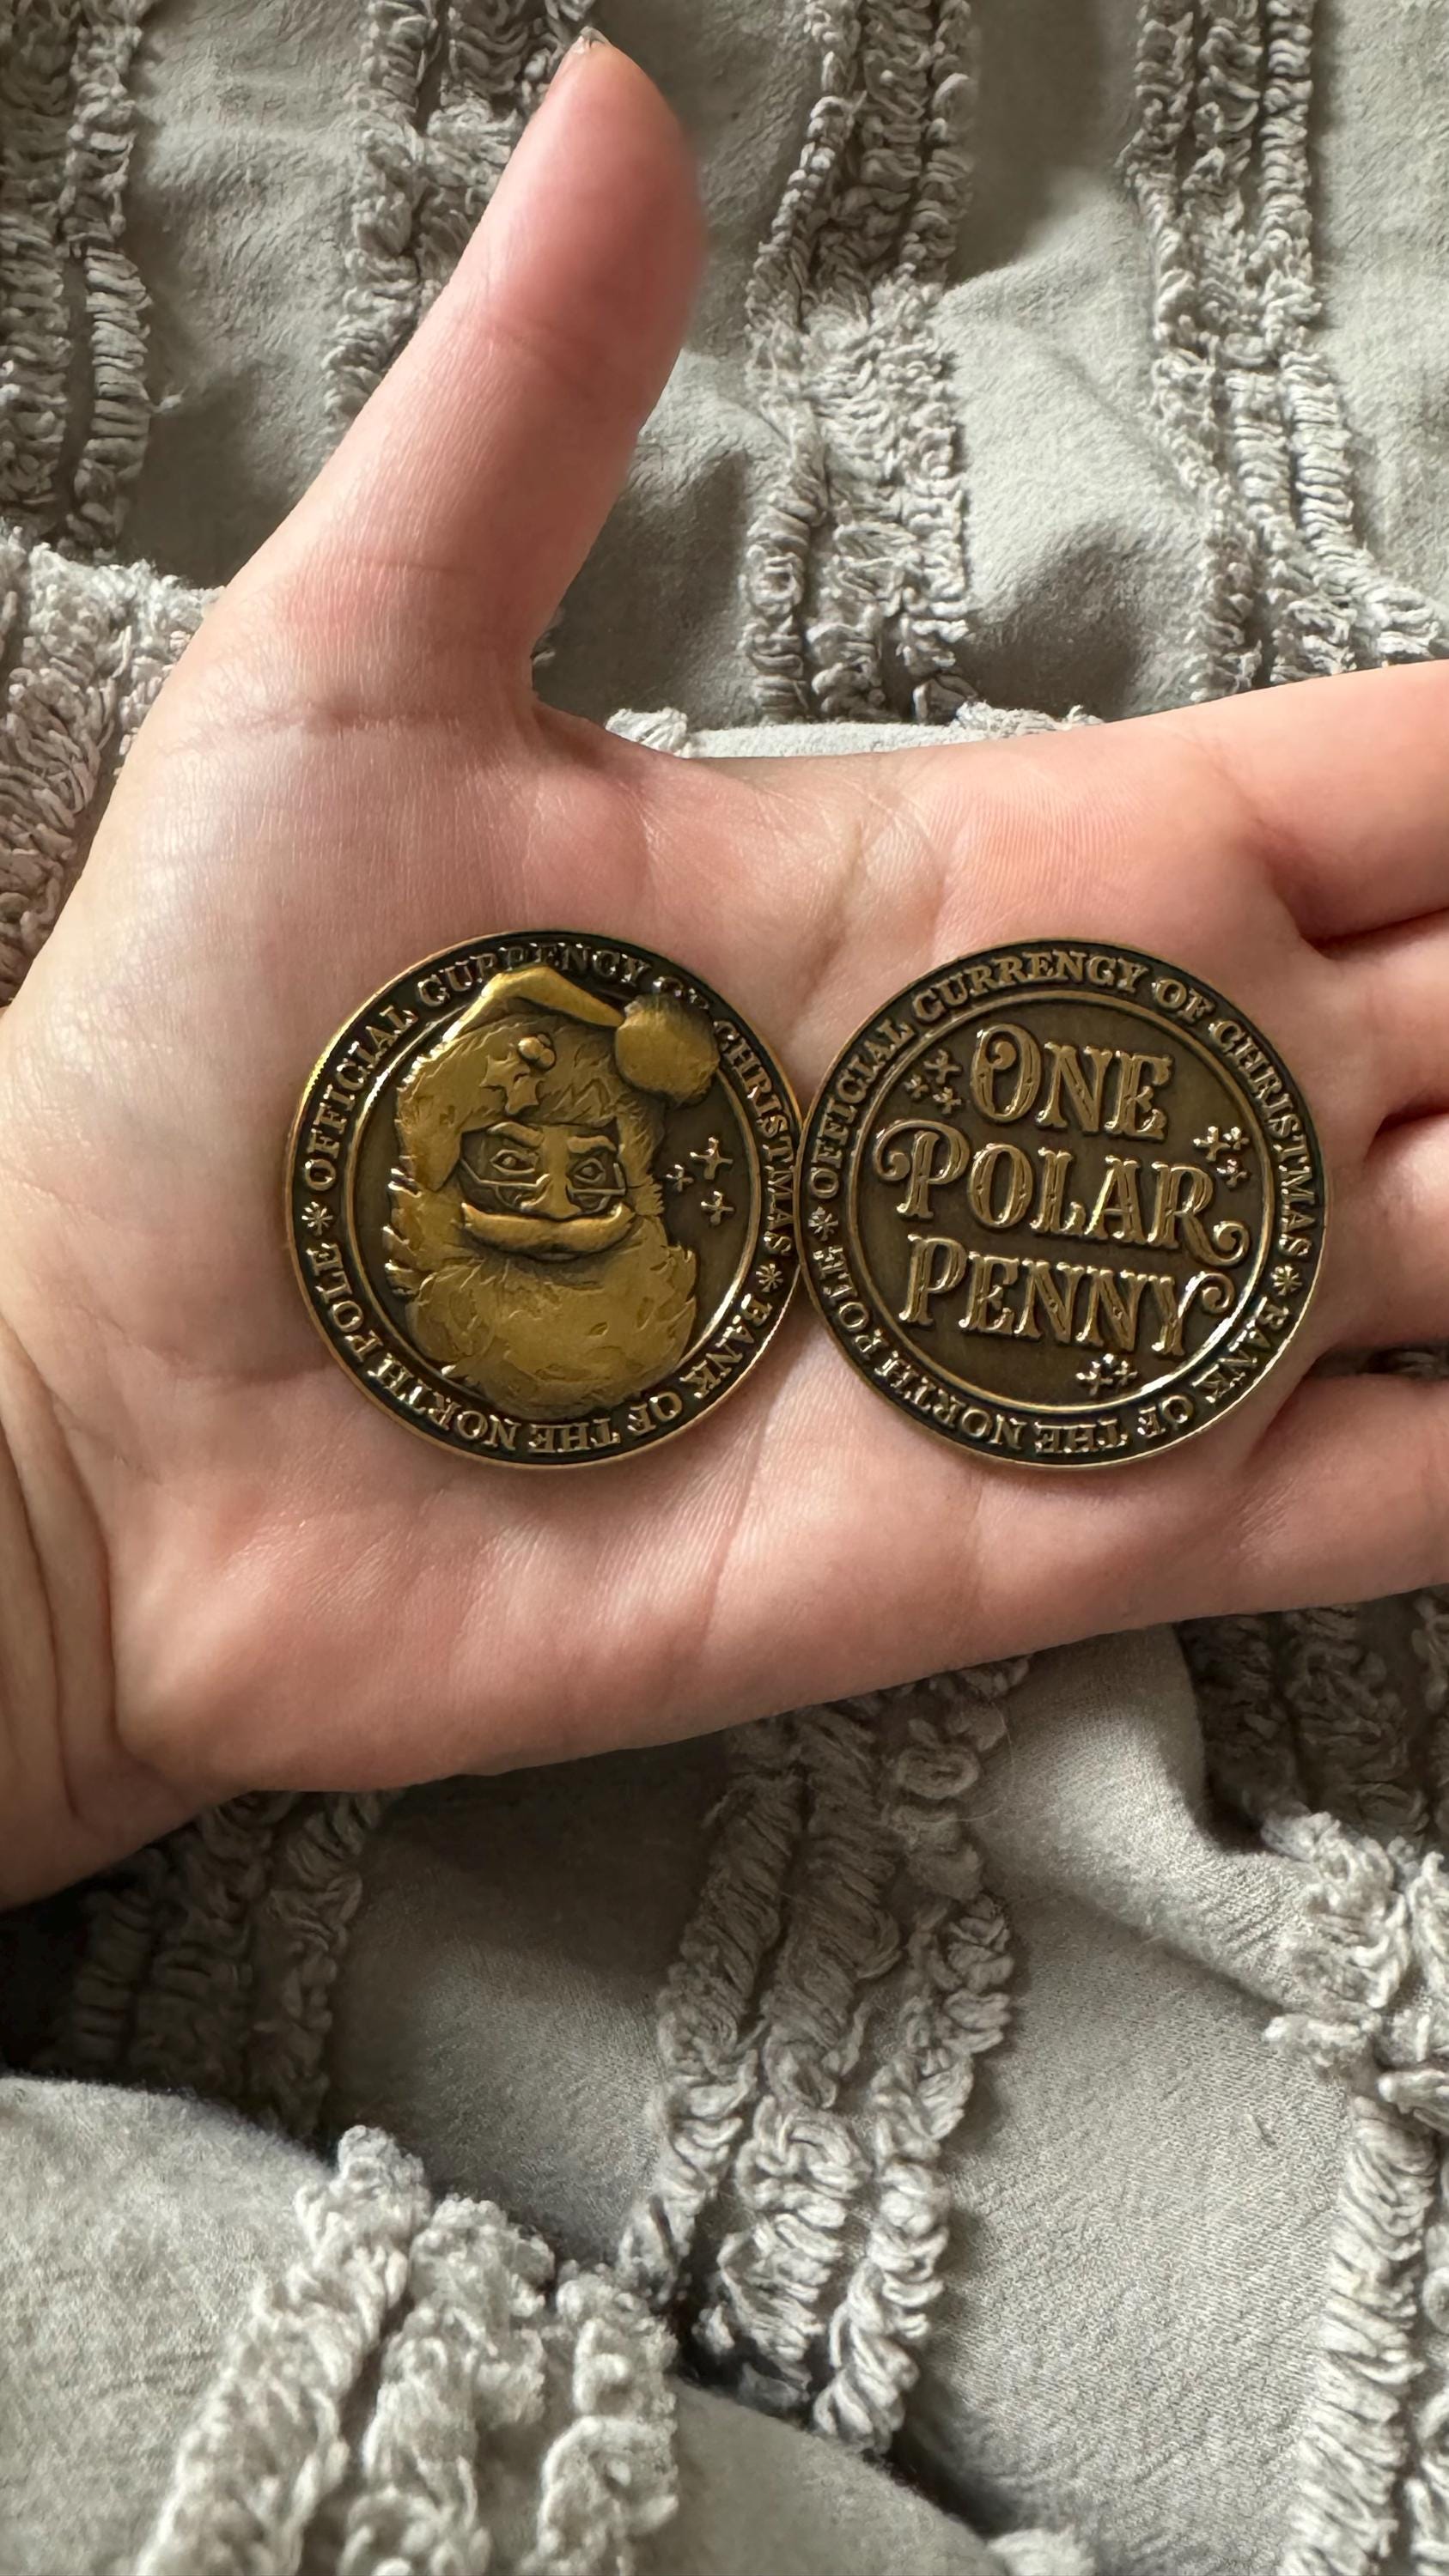 OFFICIAL CURRENCY OF CHRISTMAS
* BANK OF THE NORTH POLE *
OFFICIAL CURRENCY OF CHRISTMAS
* BANK OF THE NORTH POLE *
ONE
POLAR
PENNY